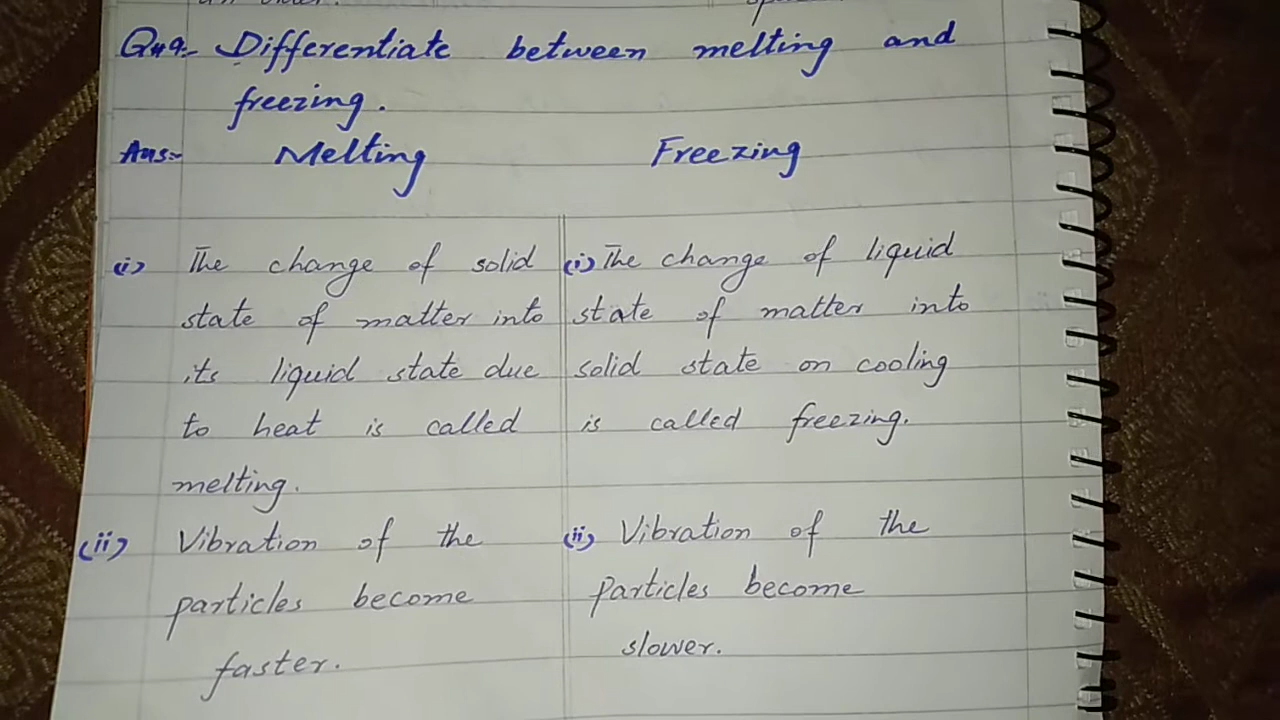 Qu9:- Differentiate between melting and
freezing.
Ans:- Melting Freezing
(i) The change of solid
state of matter into
its liquid state due
to heat is called
melting.
(ii) Vibration of the
particles become
faster.
(i) The change of liquid
state of matter into
solid state on cooling
is called freezing.
(ii) Vibration of the
Particles become
slower.